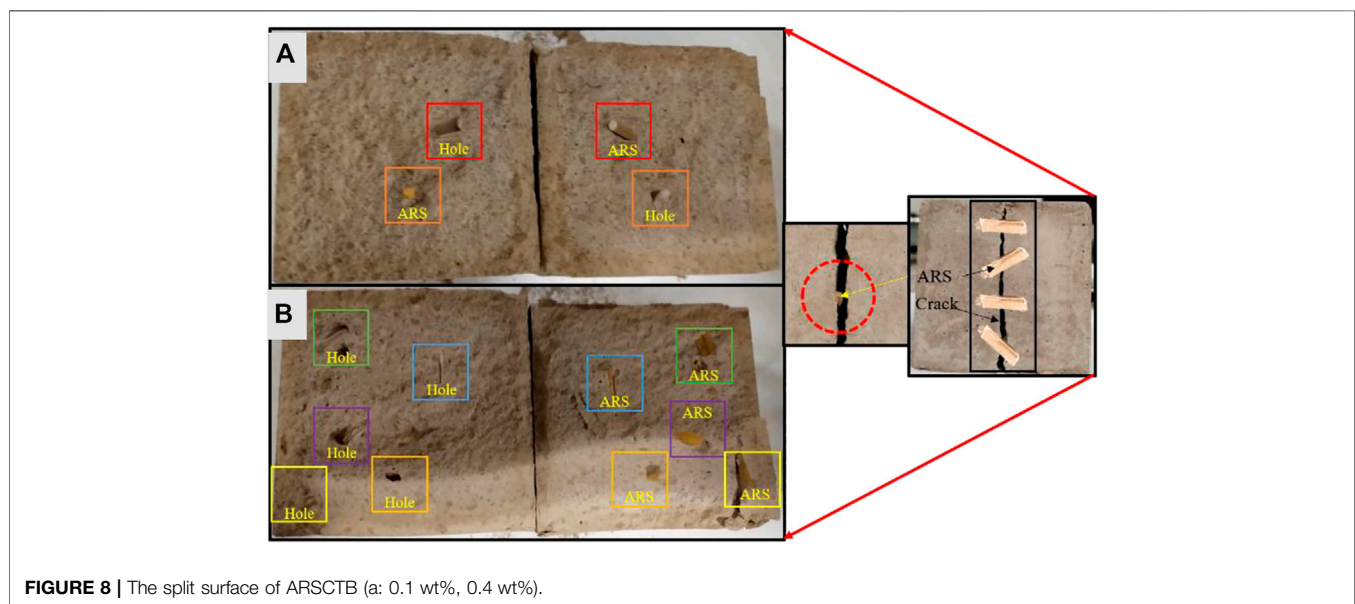 A
Hole
ARS
ARS
Hole
ARS
Crack
B
Hole
Hole
ARS
ARS
Hole
ARS
Hole
ARS
ARS
Hole
FIGURE 8 | The split surface of ARSCTB (a: 0.1 wt%, 0.4 wt%).